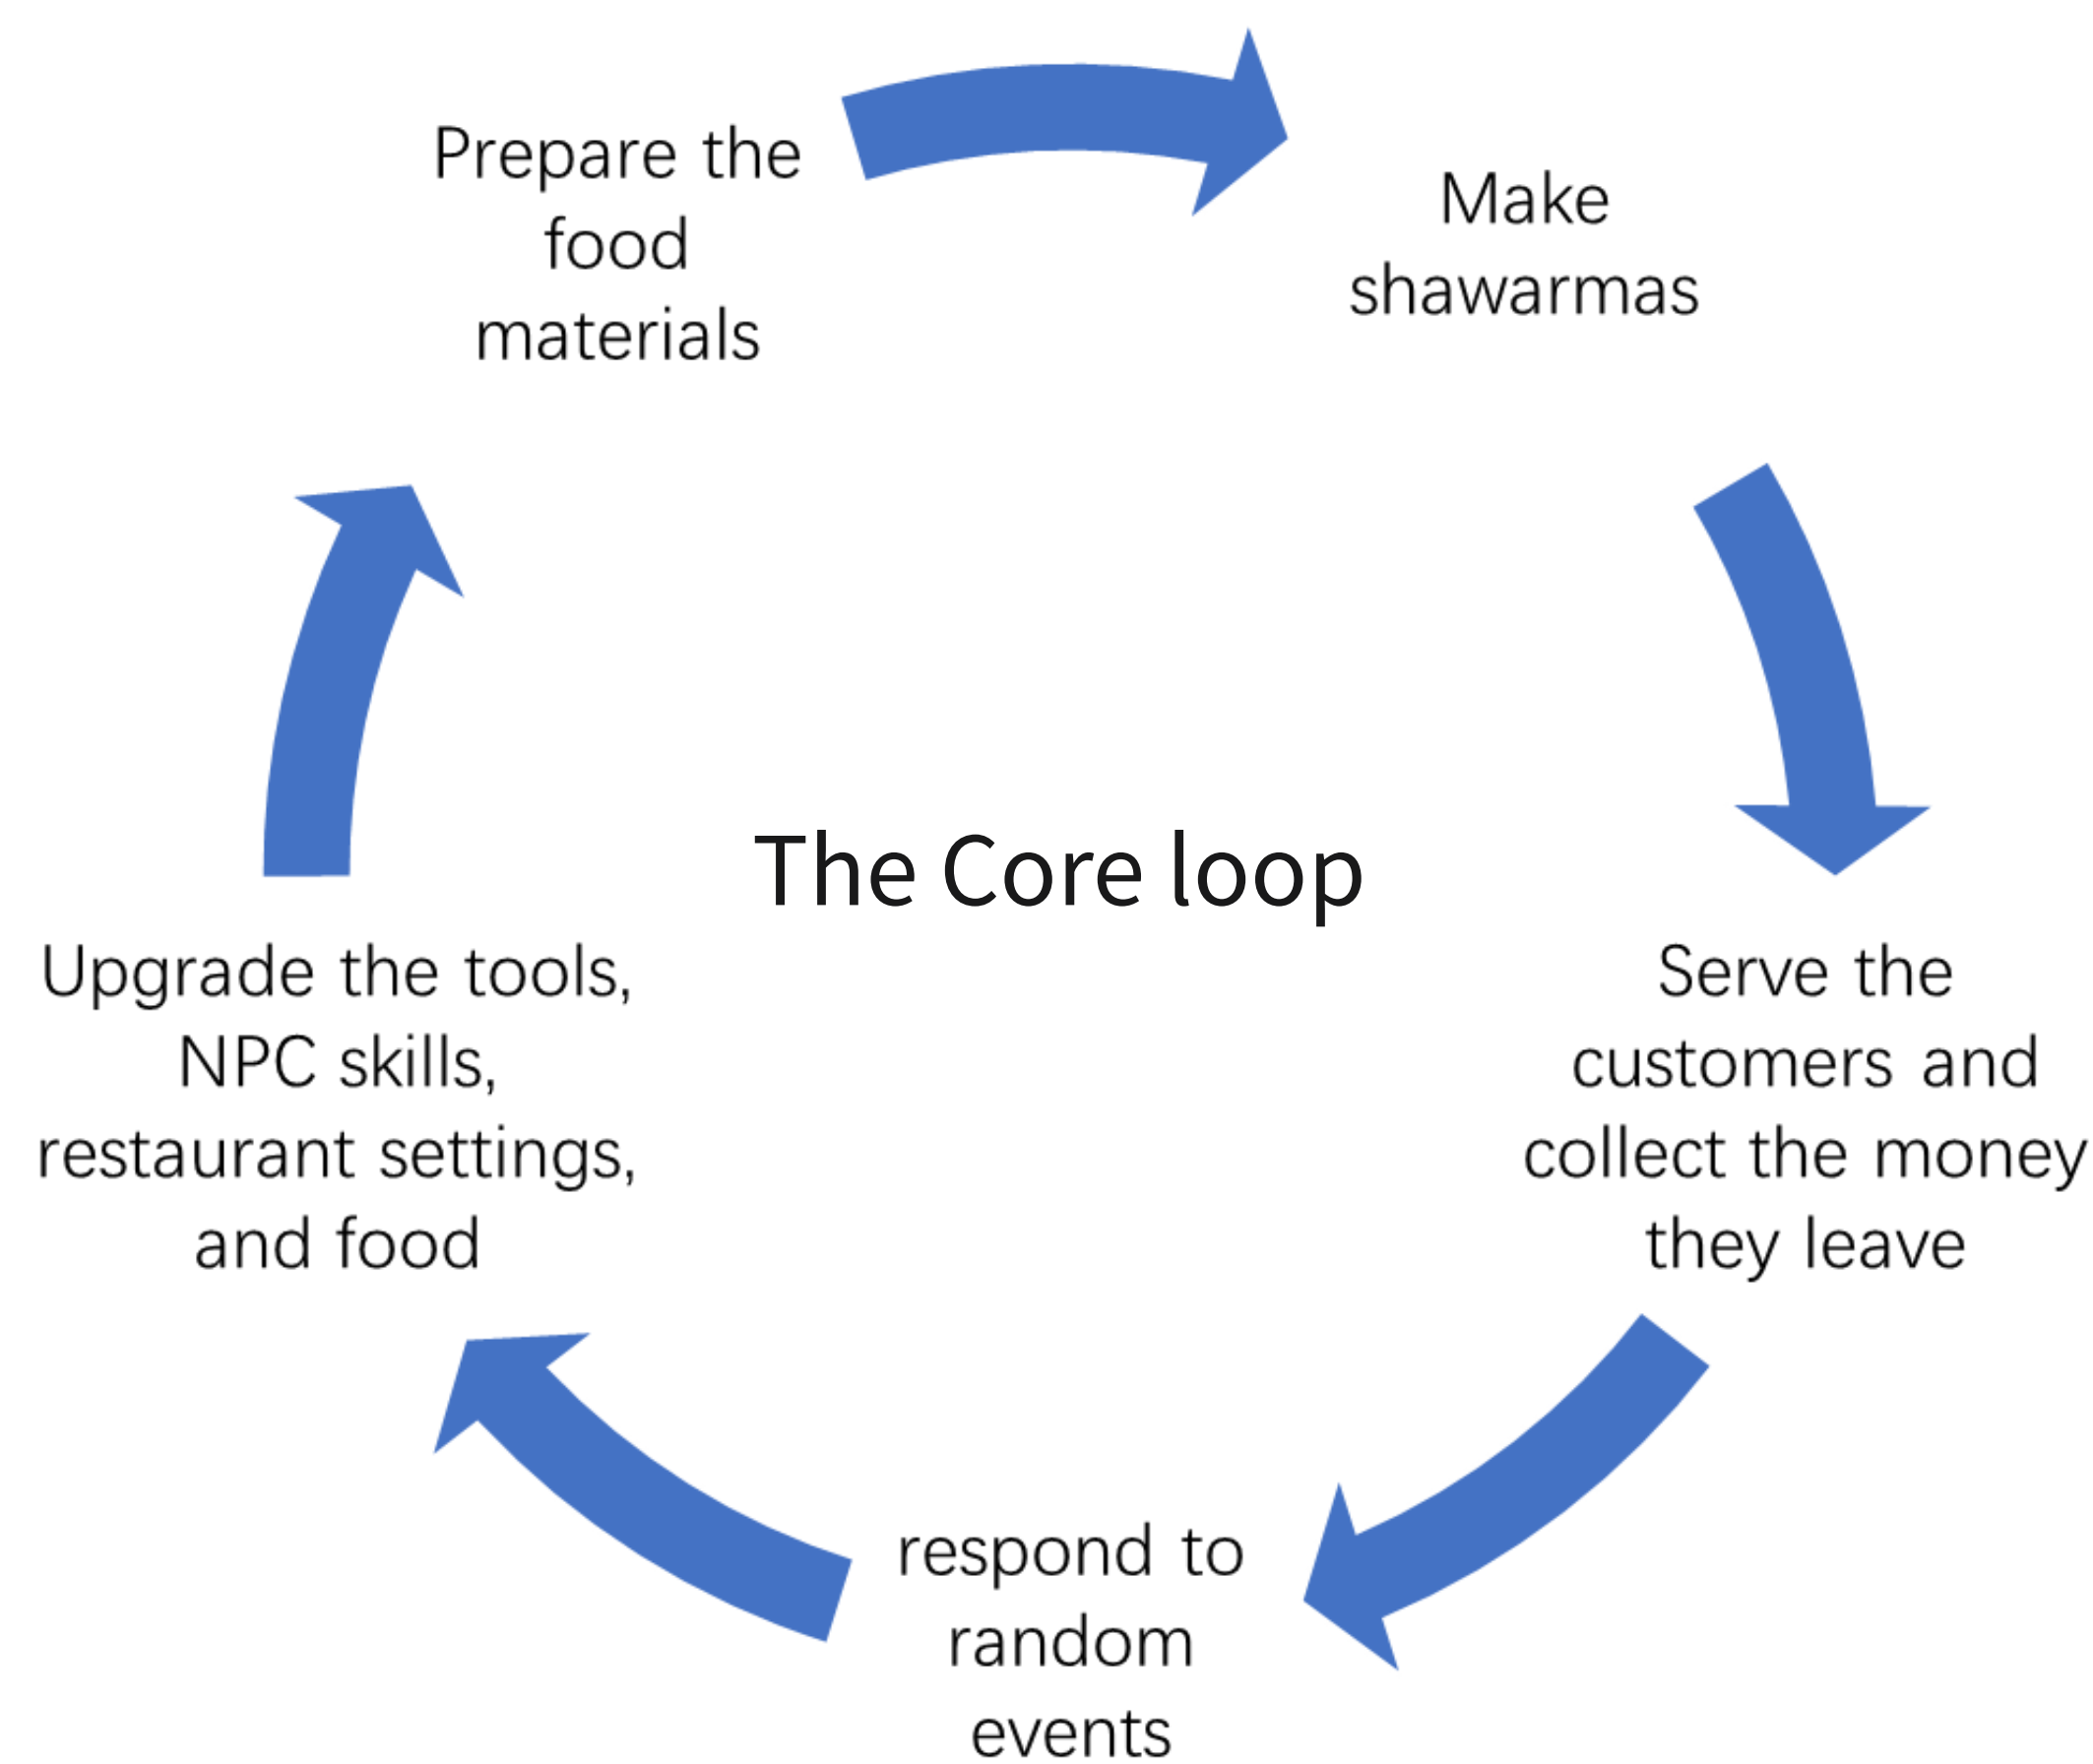 Prepare the
food
materials
Make
shawarmas
The Core loop
Upgrade the tools,
NPC skills,
restaurant settings,
and food
Serve the
customers and
collect the money
they leave
respond to
random
events